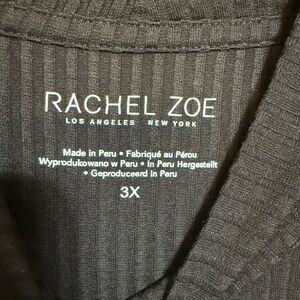 RACHEL ZOE
LOS ANGELES NEW YORK
Made in Peru • Fabriqué au Pérou
Wyprodukowano w Peru • In Peru Hergestellt
• Geproduceerd in Peru
3X